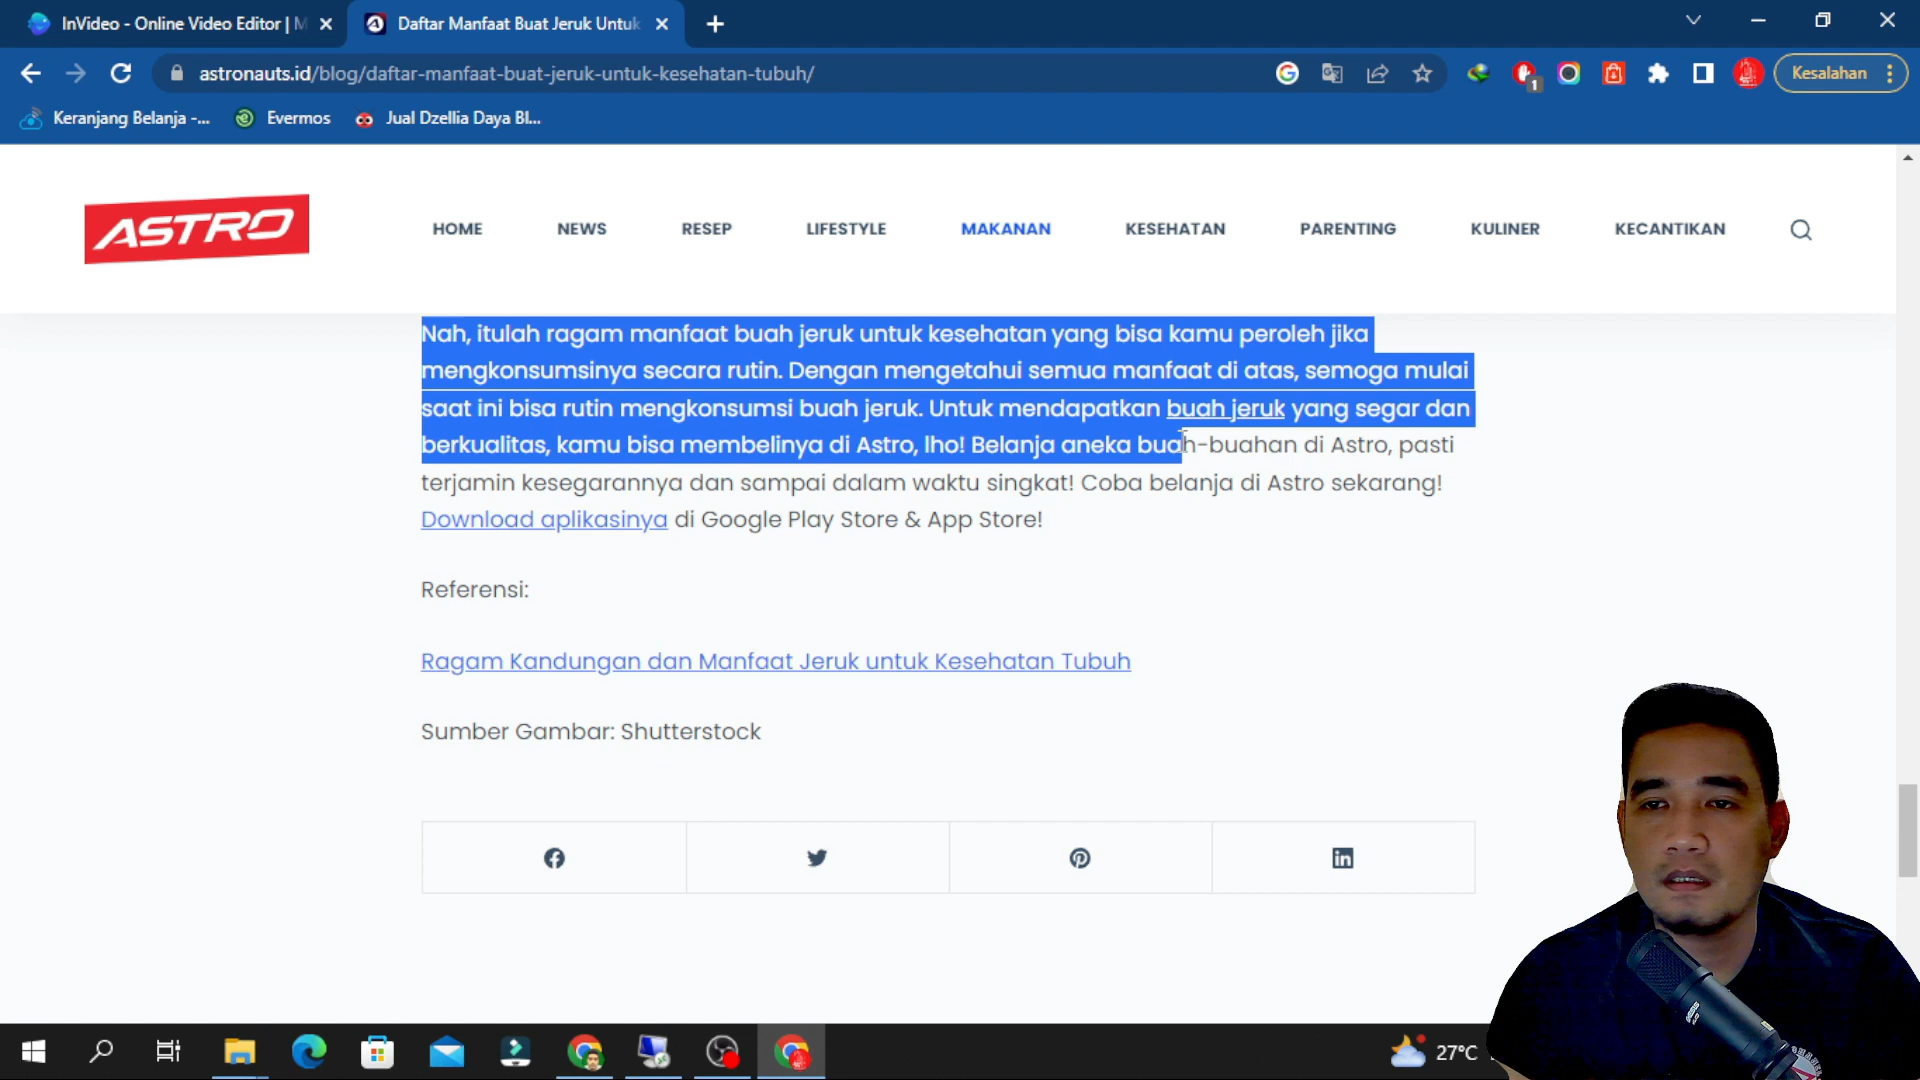 InVideo - Online Video Editor | M
Daftar Manfaat Buat Jeruk Untuk
astronauts.id/blog/daftar-manfaat-buat-jeruk-untuk-kesehatan-tubuh/
1
Kesalahan
Keranjang Belanja -...
Evermos
Jual Dzellia Daya Bl...
ASTRO
HOME
NEWS
RESEP
LIFESTYLE
MAKANAN
KESEHATAN
PARENTING
KULINER
KECANTIKAN
Nah, itulah ragam manfaat buah jeruk untuk kesehatan yang bisa kamu peroleh jika
mengkonsumsinya secara rutin. Dengan mengetahui semua manfaat di atas, semoga mulai
saat ini bisa rutin mengkonsumsi buah jeruk. Untuk mendapatkan buah jeruk yang segar dan
berkualitas, kamu bisa membelinya di Astro, lho! Belanja aneka buah-buahan di Astro, pasti
terjamin kesegarannya dan sampai dalam waktu singkat! Coba belanja di Astro sekarang!
Download aplikasinya di Google Play Store & App Store!
Referensi:
Ragam Kandungan dan Manfaat Jeruk untuk Kesehatan Tubuh
Sumber Gambar: Shutterstock
27°C